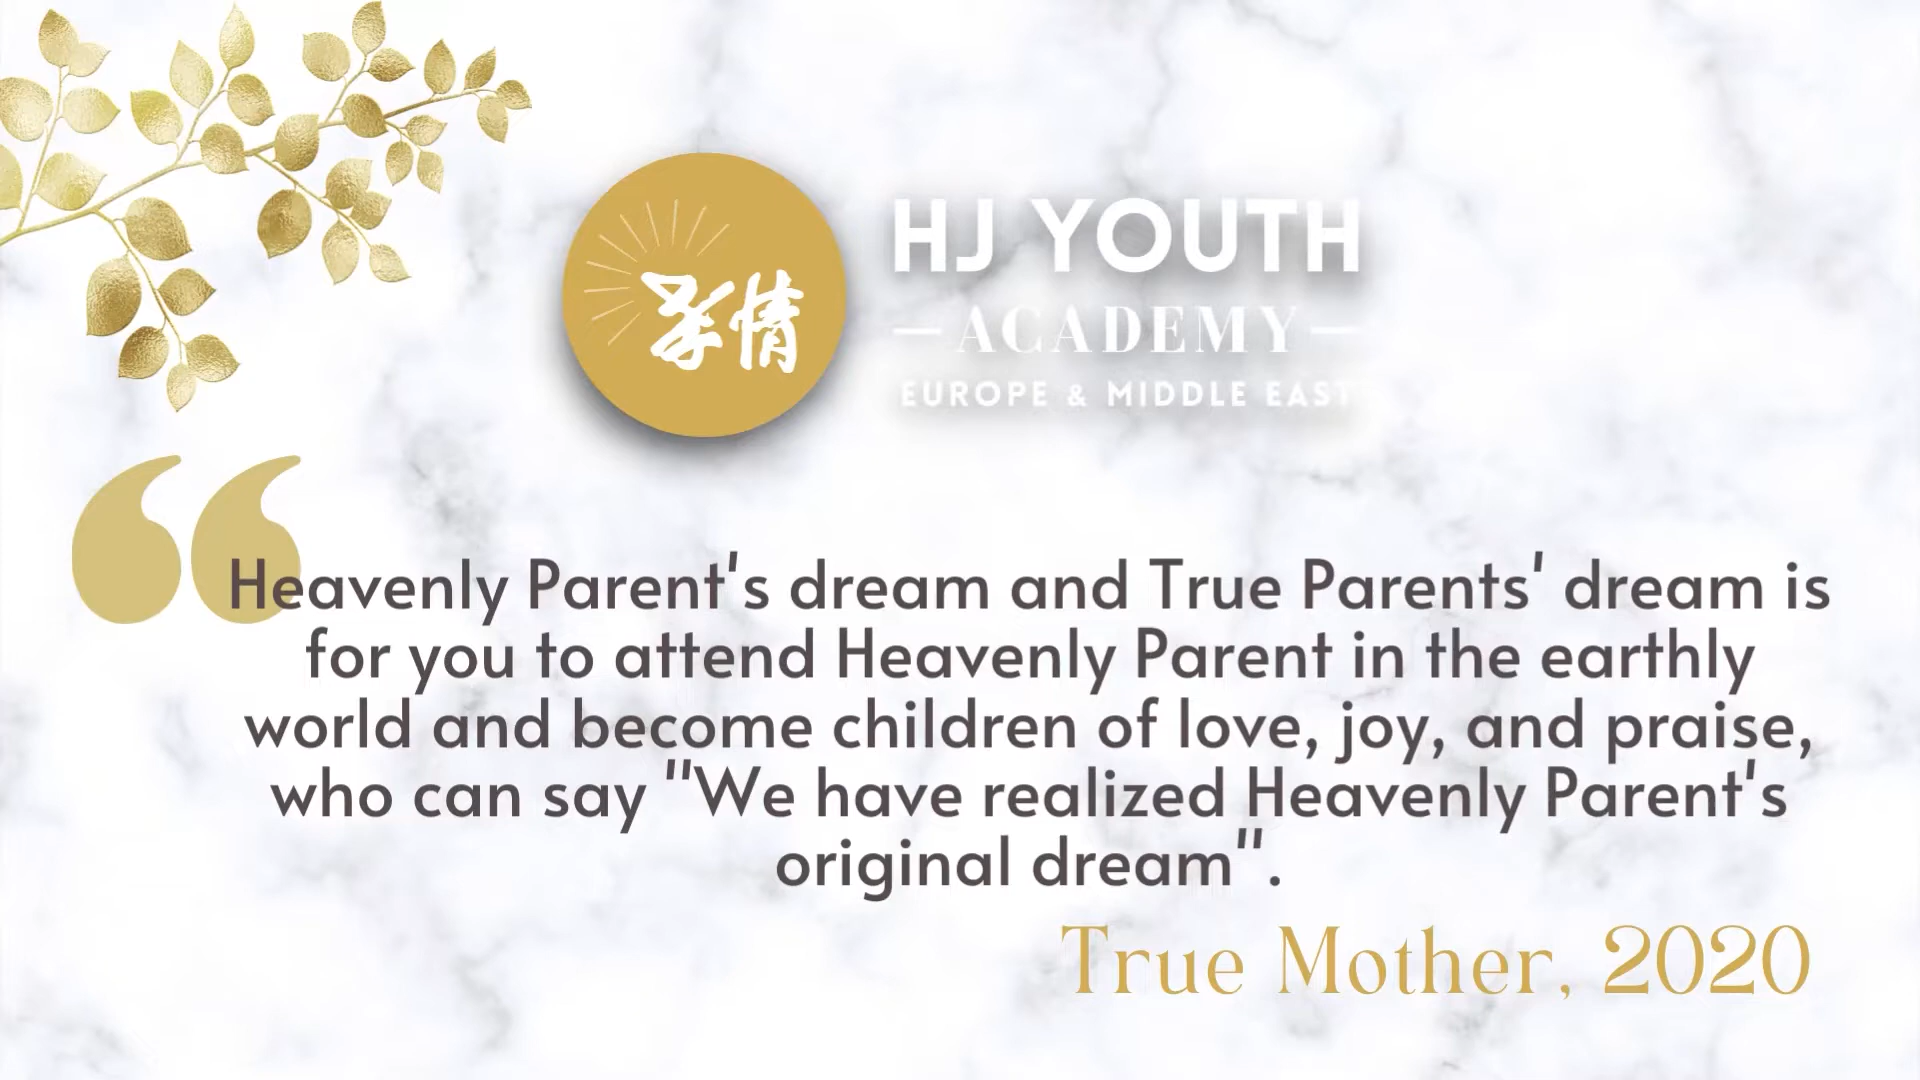 孝情
HJ YOUTH
ACADEMY
EUROPE & MIDDLE EAST
Heavenly Parent's dream and True Parents' dream is
for you to attend Heavenly Parent in the earthly
world and become children of love, joy, and praise,
who can say "We have realized Heavenly Parent's
original dream".
True Mother, 2020